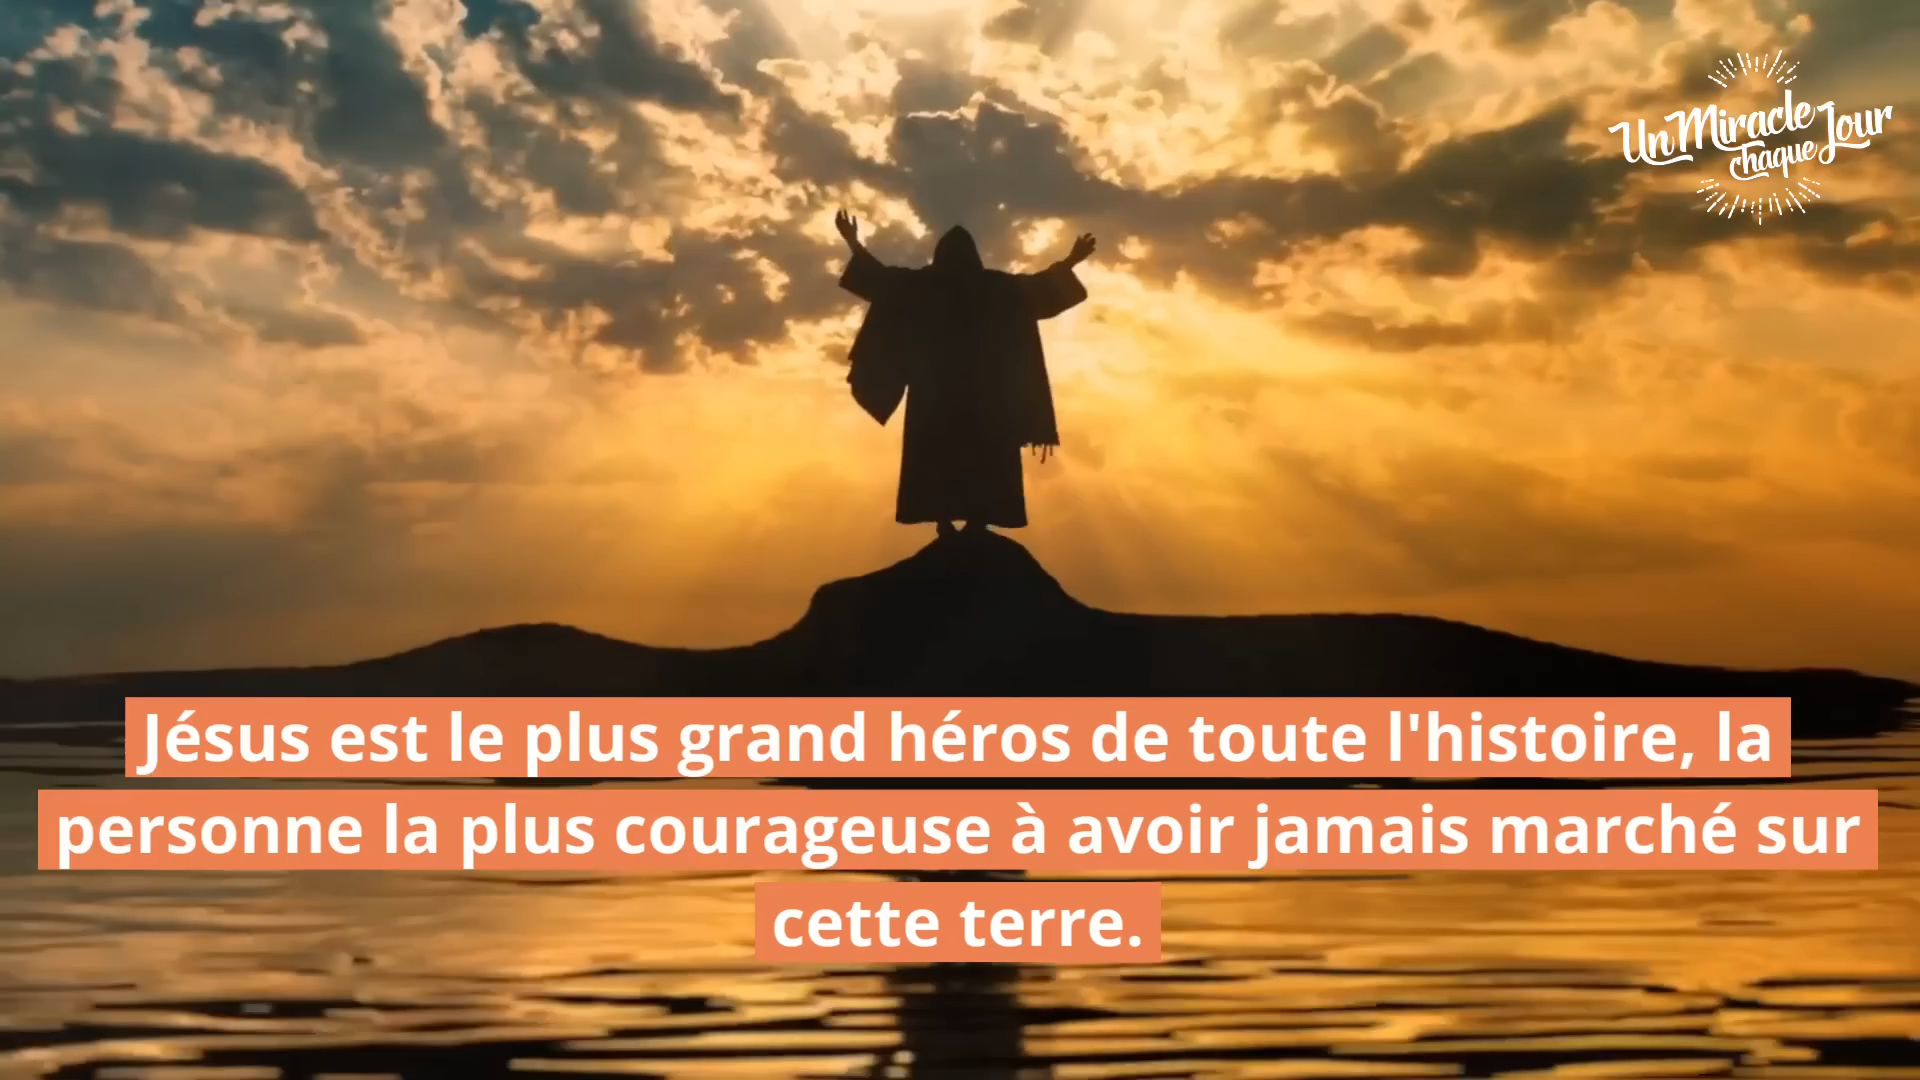 Un Miracle
chaque Jour
Jésus est le plus grand héros de toute l'histoire, la
personne la plus courageuse à avoir jamais marché sur
cette terre.